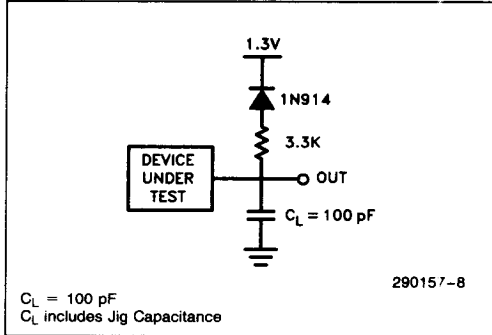 1.3V
1N914
3.3K
DEVICE
UNDER
TEST
OUT
C_L = 100 pF
290157-8
C_L = 100 pF
C_L includes Jig Capacitance